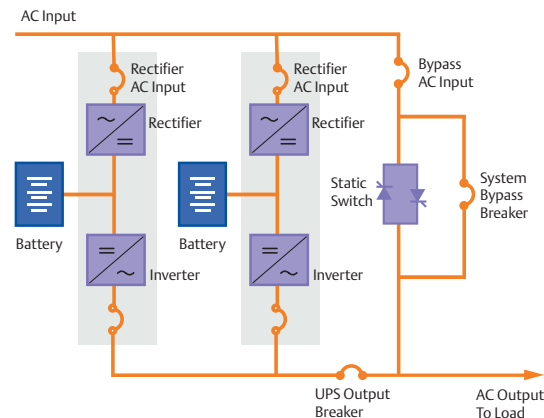 AC Input
Rectifier
AC Input
Rectifier
AC Input
Bypass
AC Input
Rectifier
Rectifier
Static
Switch
System
Bypass
Breaker
Battery
Battery
Inverter
Inverter
UPS Output
Breaker
AC Output
To Load